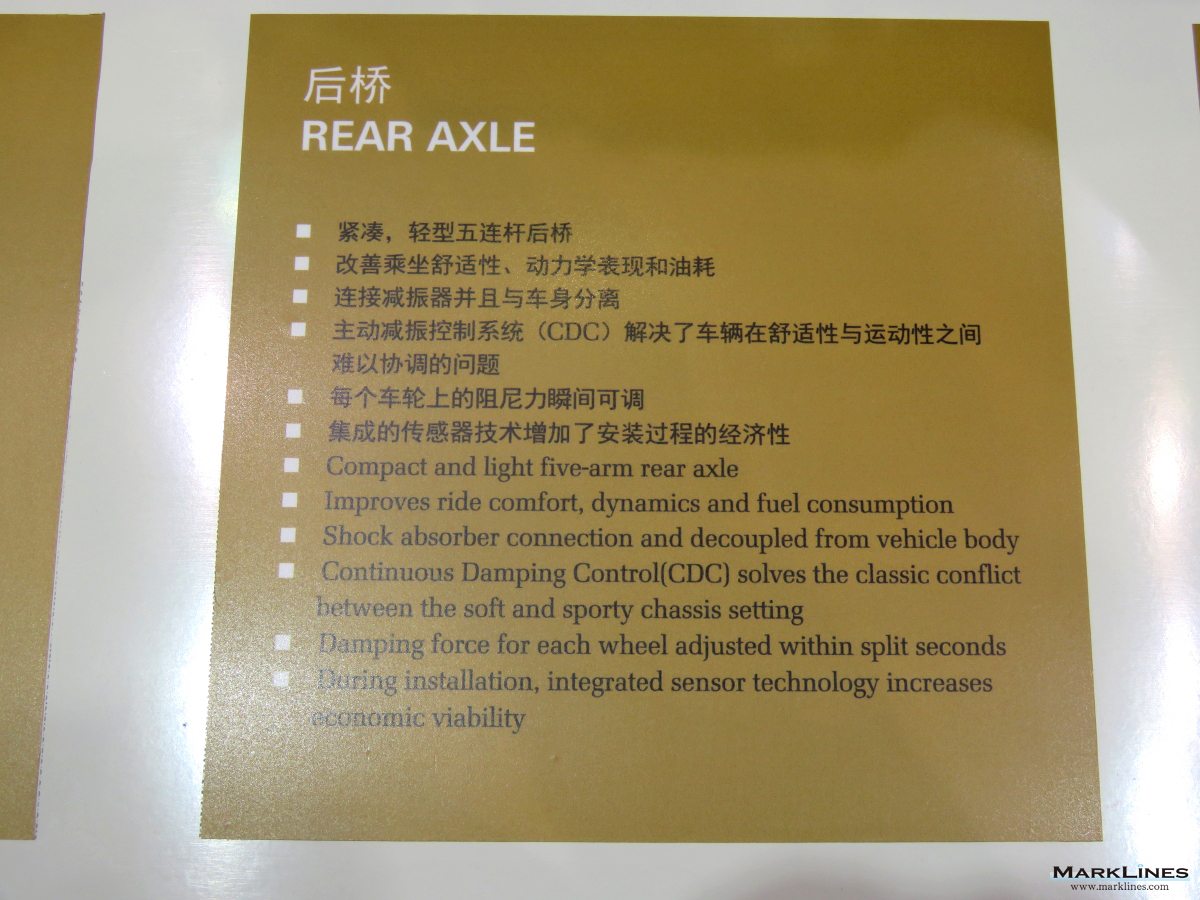 后桥
REAR AXLE
紧凑，轻型五连杆后桥
改善乘坐舒适性、动力学表现和油耗
连接减振器并且与车身分离
主动减振控制系统（CDC）解决了车辆在舒适性与运动性之间
难以协调的问题
每个车轮上的阻尼力瞬间可调
集成的传感器技术增加了安装过程的经济性
Compact and light five-arm rear axle
Improves ride comfort, dynamics and fuel consumption
Shock absorber connection and decoupled from vehicle body
Continuous Damping Control(CDC) solves the classic conflict
between the soft and sporty chassis setting
Damping force for each wheel adjusted within split seconds
During installation, integrated sensor technology increases
economic viability
MARKLINES
www.marklines.com